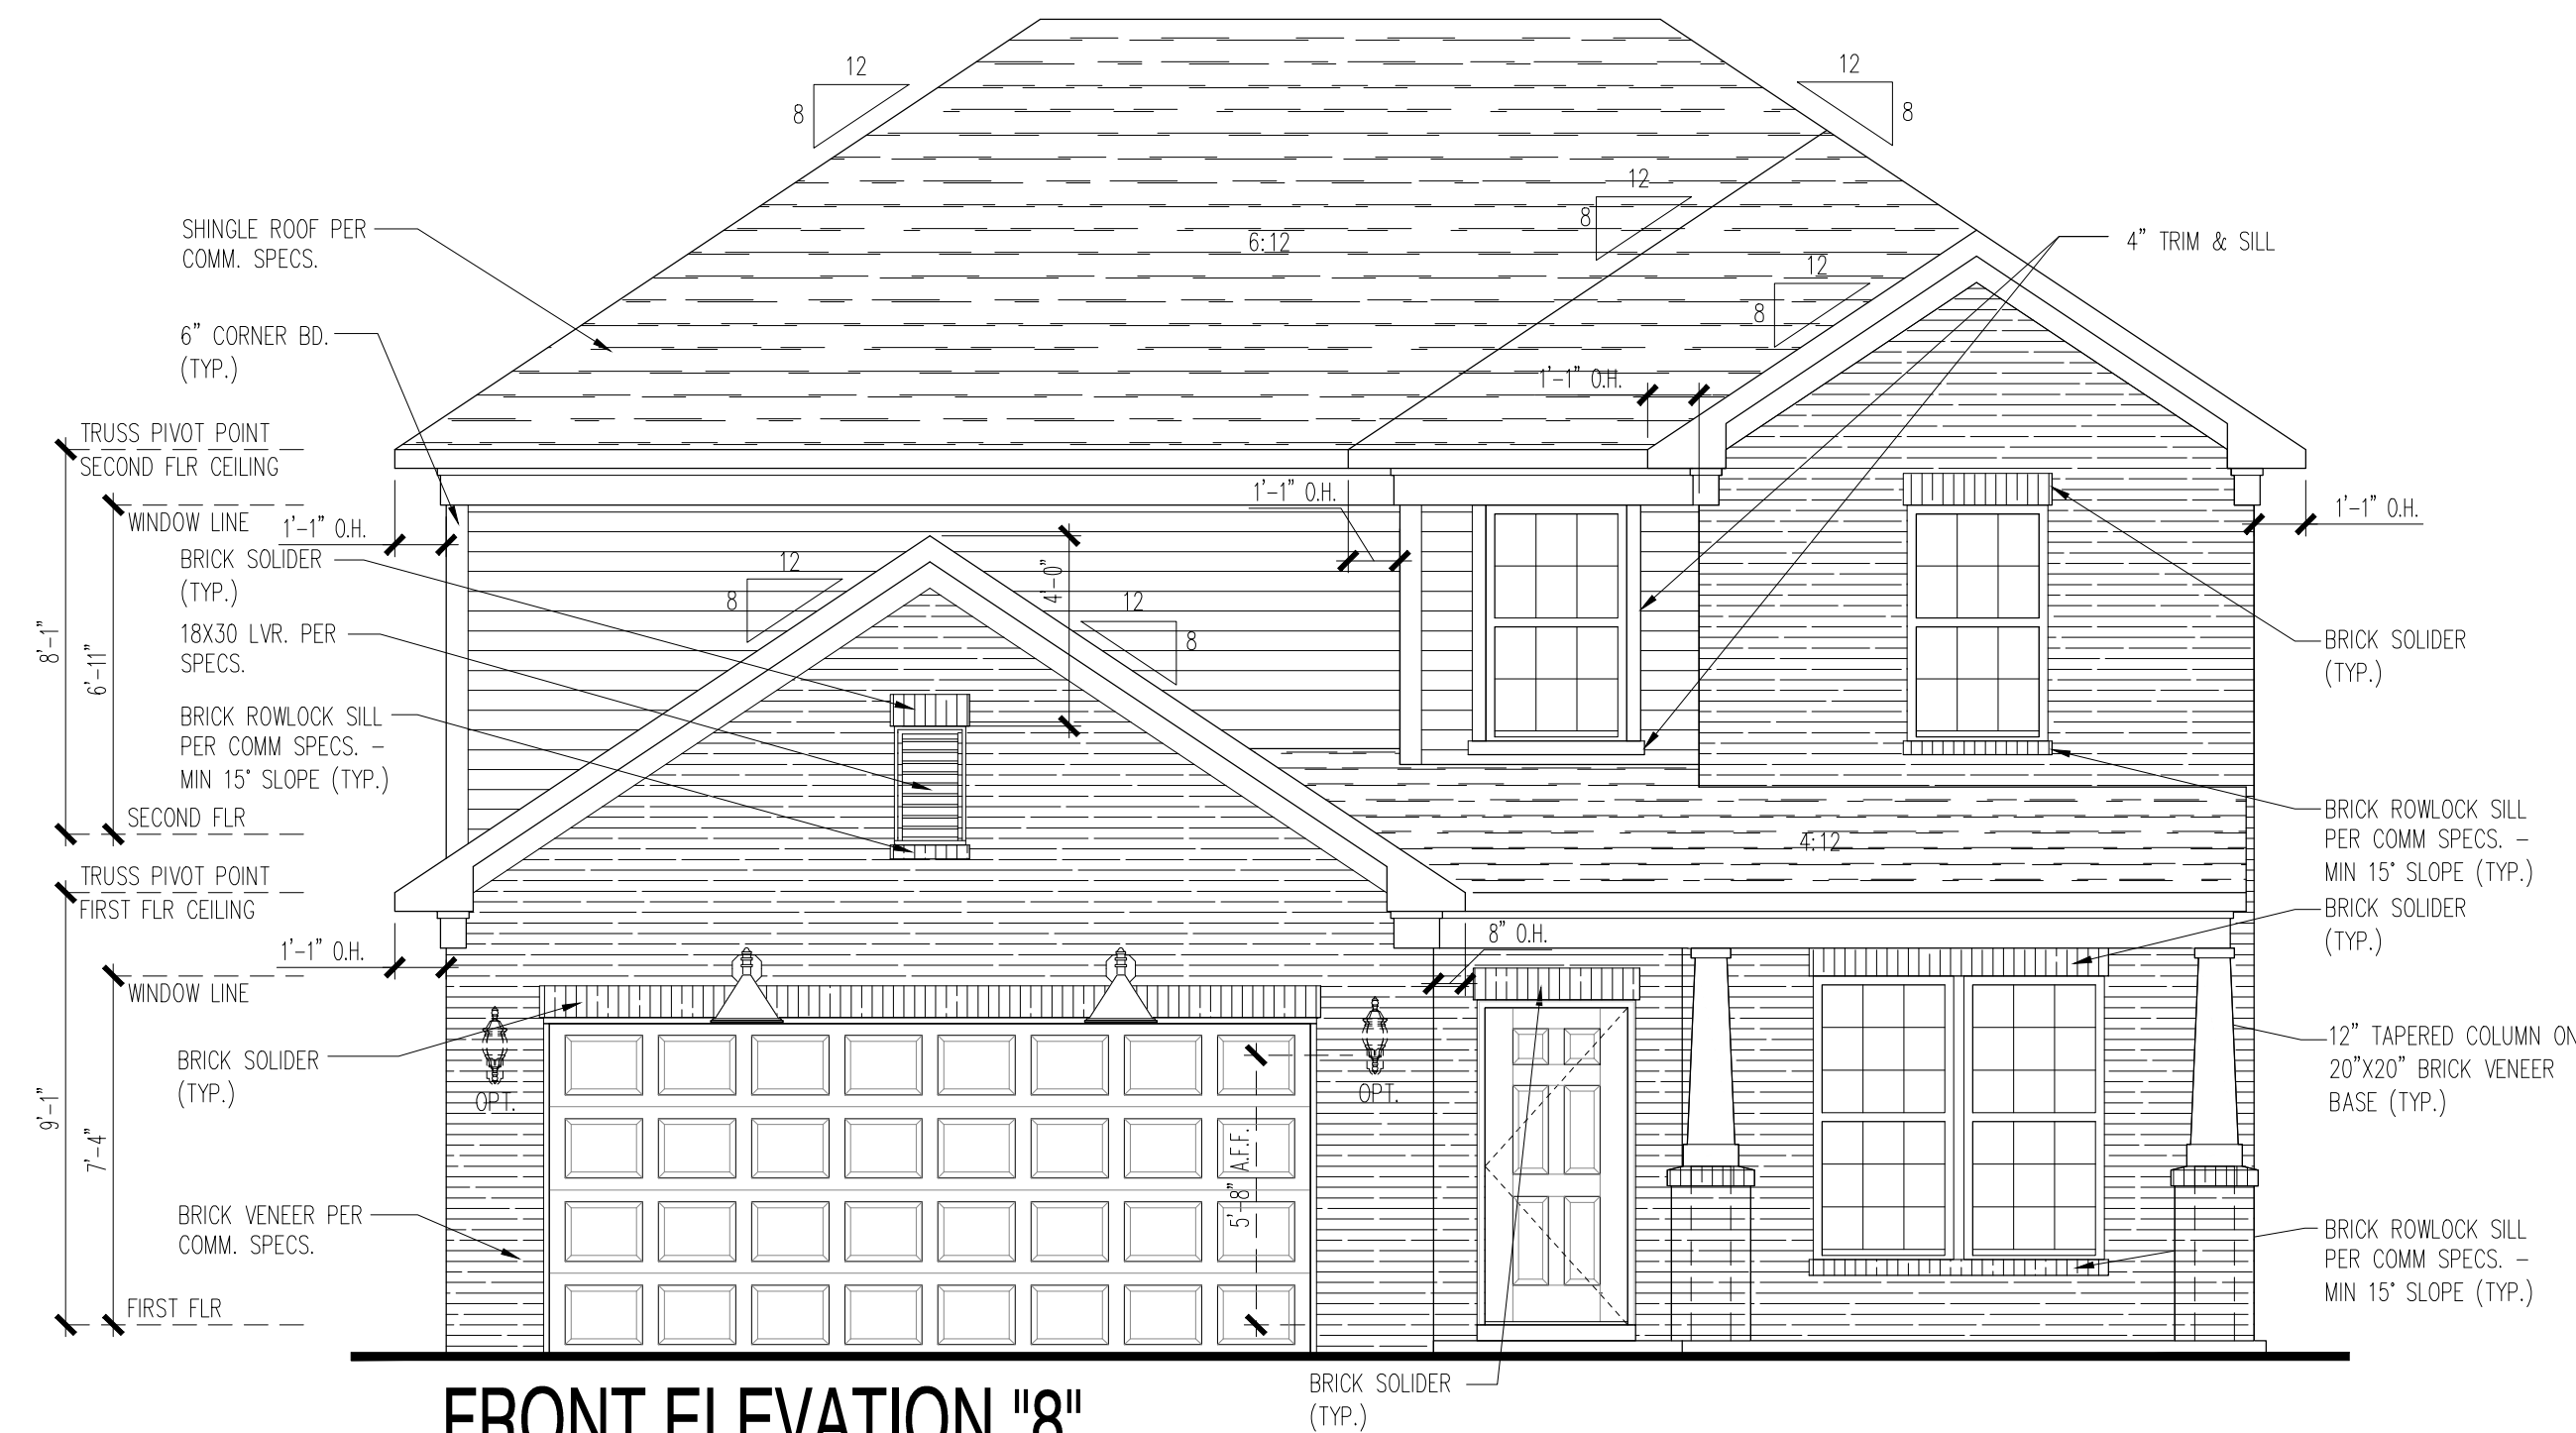 12
8
12
8
12
8
6:12
12
8
SHINGLE ROOF PER
COMM. SPECS.
4" TRIM & SILL
6" CORNER BD.
(TYP.)
1'-1" O.H.
TRUSS PIVOT POINT
SECOND FLR CEILING
WINDOW LINE
1'-1" O.H.
1'-1" O.H.
1'-1" O.H.
BRICK SOLIDER
(TYP.)
12
8
4'-0"
12
8
18X30 LVR. PER
SPECS.
8'-1"
6'-11"
BRICK SOLIDER
(TYP.)
BRICK ROWLOCK SILL
PER COMM SPECS. –
MIN 15° SLOPE (TYP.)
SECOND FLR
4:12
BRICK ROWLOCK SILL
PER COMM SPECS. –
MIN 15° SLOPE (TYP.)
TRUSS PIVOT POINT
FIRST FLR CEILING
BRICK SOLIDER
(TYP.)
1'-1" O.H.
8" O.H.
WINDOW LINE
BRICK SOLIDER
(TYP.)
OPT.
OPT.
12" TAPERED COLUMN ON
20"X20" BRICK VENEER
BASE (TYP.)
9'-1"
7'-4"
5'-8" A.F.F.
BRICK VENEER PER
COMM. SPECS.
BRICK ROWLOCK SILL
PER COMM SPECS. –
MIN 15° SLOPE (TYP.)
FIRST FLR
BRICK SOLIDER
(TYP.)
FRONT ELEVATION "8"